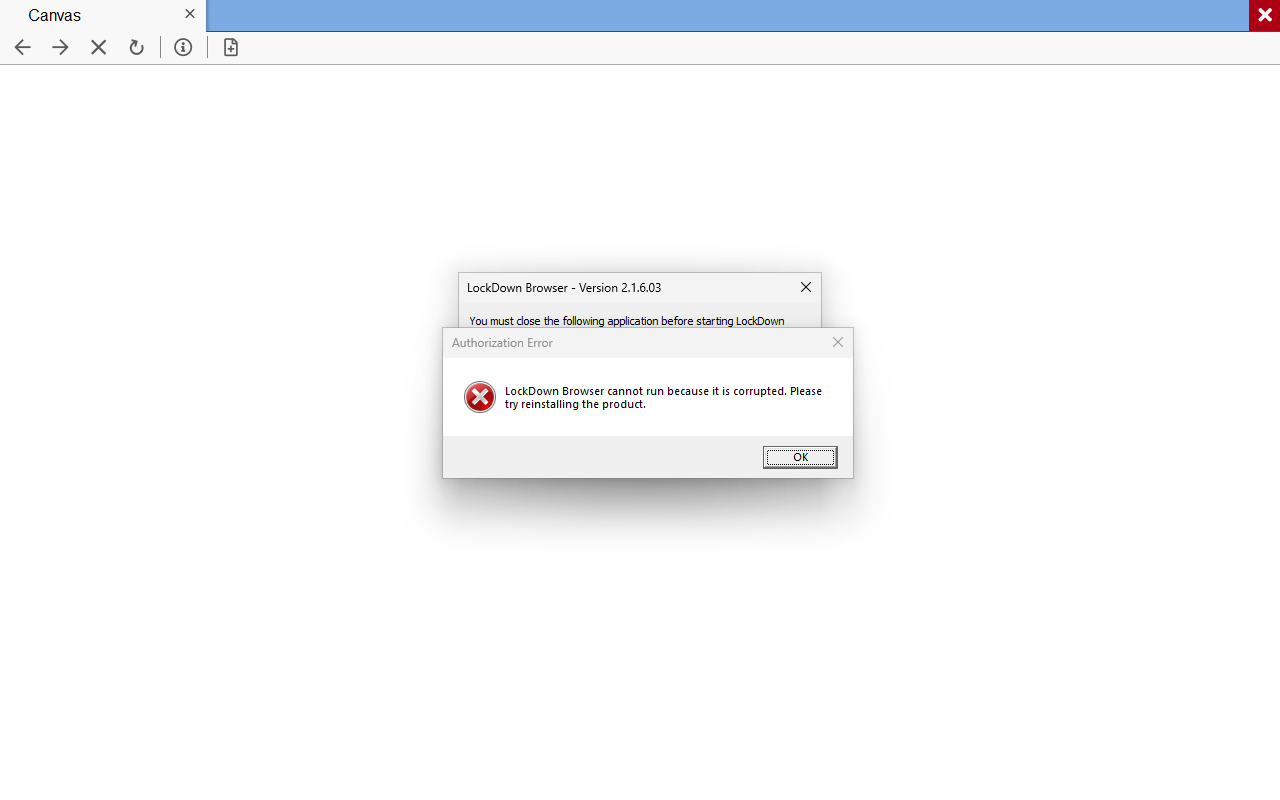 Canvas
LockDown Browser - Version 2.1.6.03
You must close the following application before starting LockDown
Authorization Error
LockDown Browser cannot run because it is corrupted. Please
try reinstalling the product.
OK